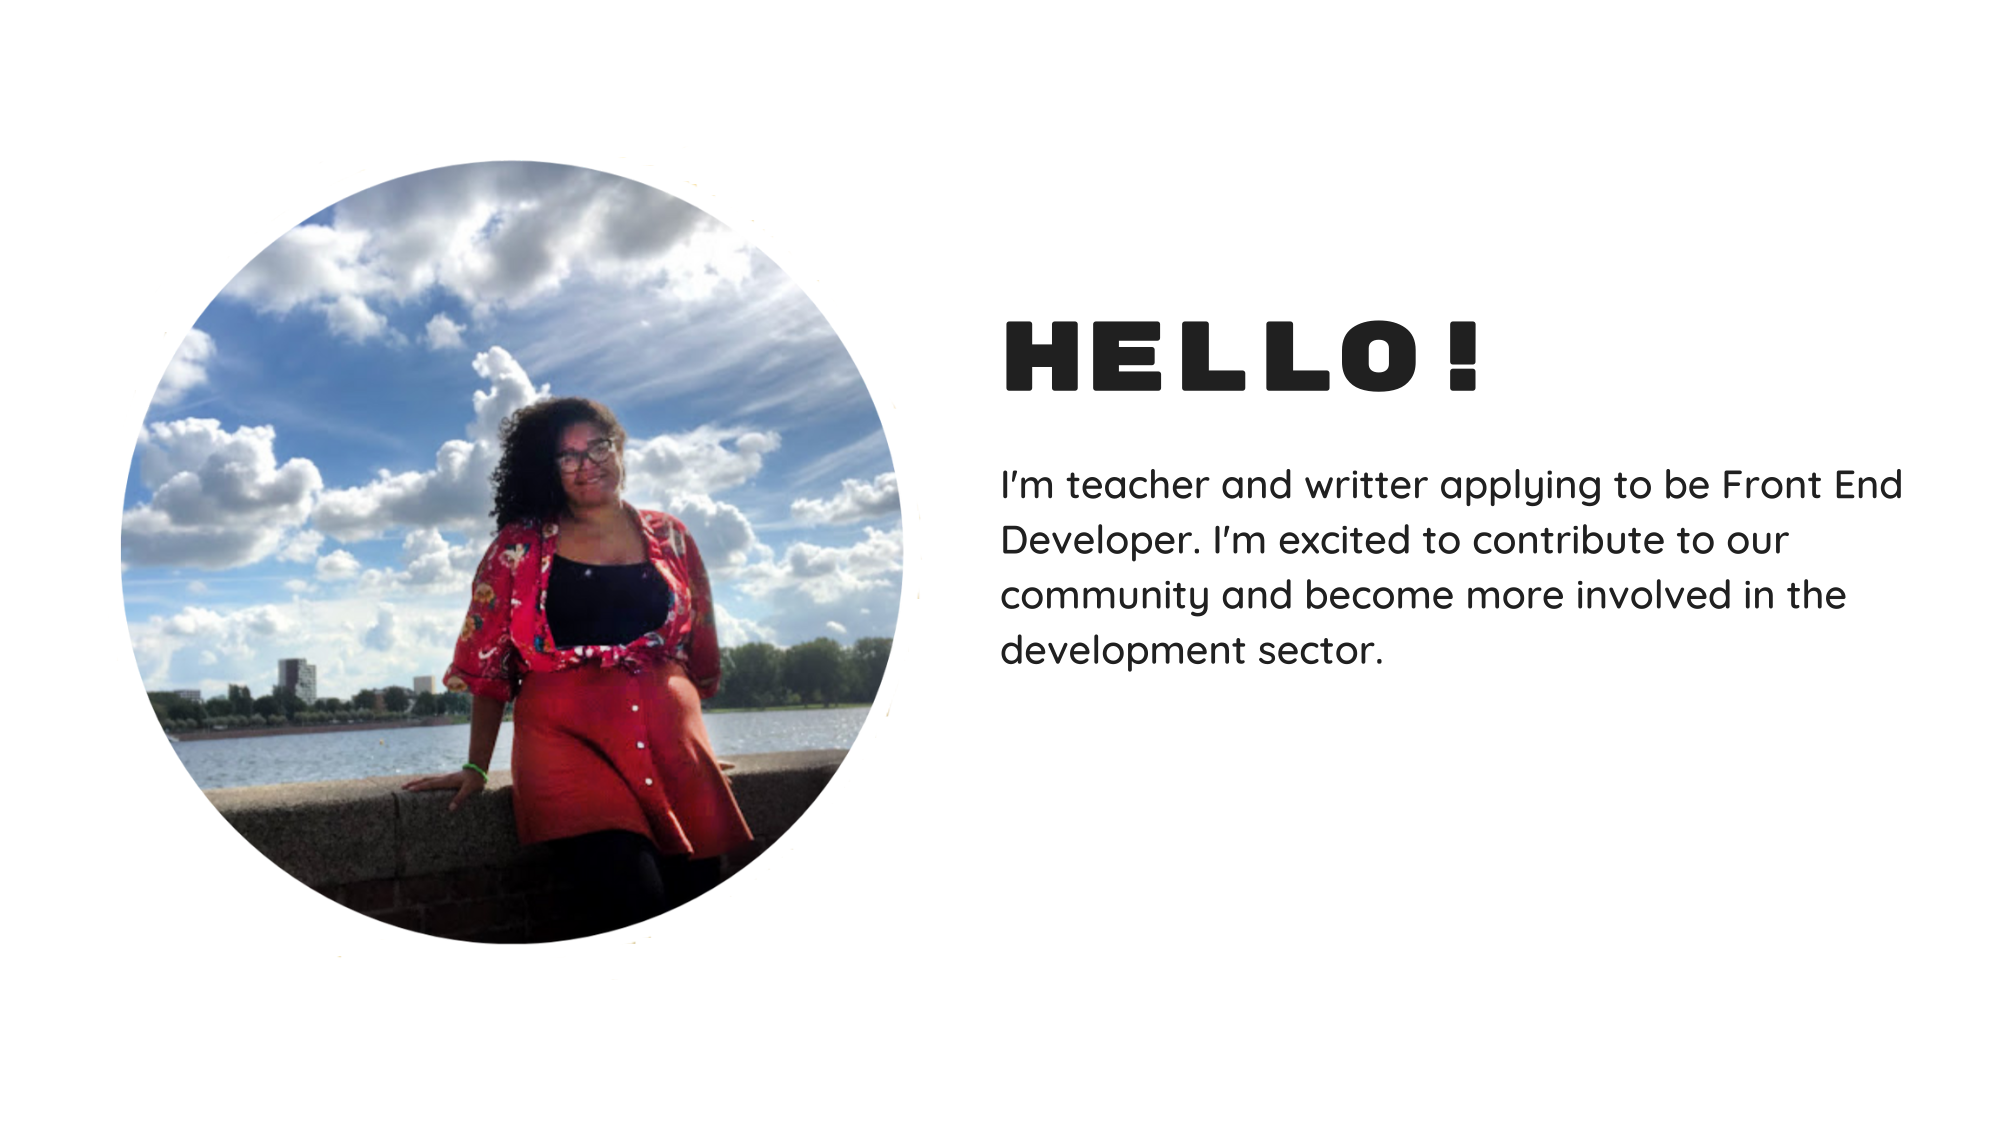 HELLO!
I'm teacher and writter applying to be Front End
Developer. I'm excited to contribute to our
community and become more involved in the
development sector.